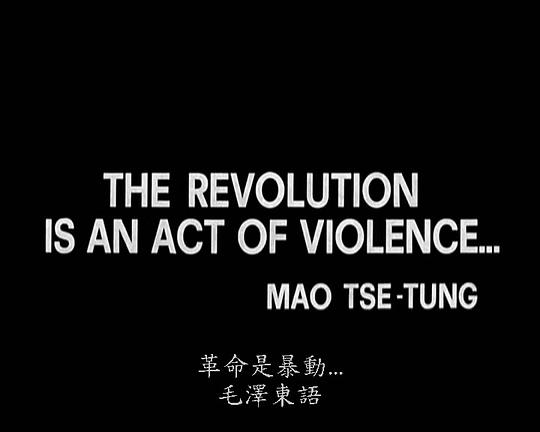 THE REVOLUTION
IS AN ACT OF VIOLENCE...
MAO TSE-TUNG
革命是暴動...
毛澤東語